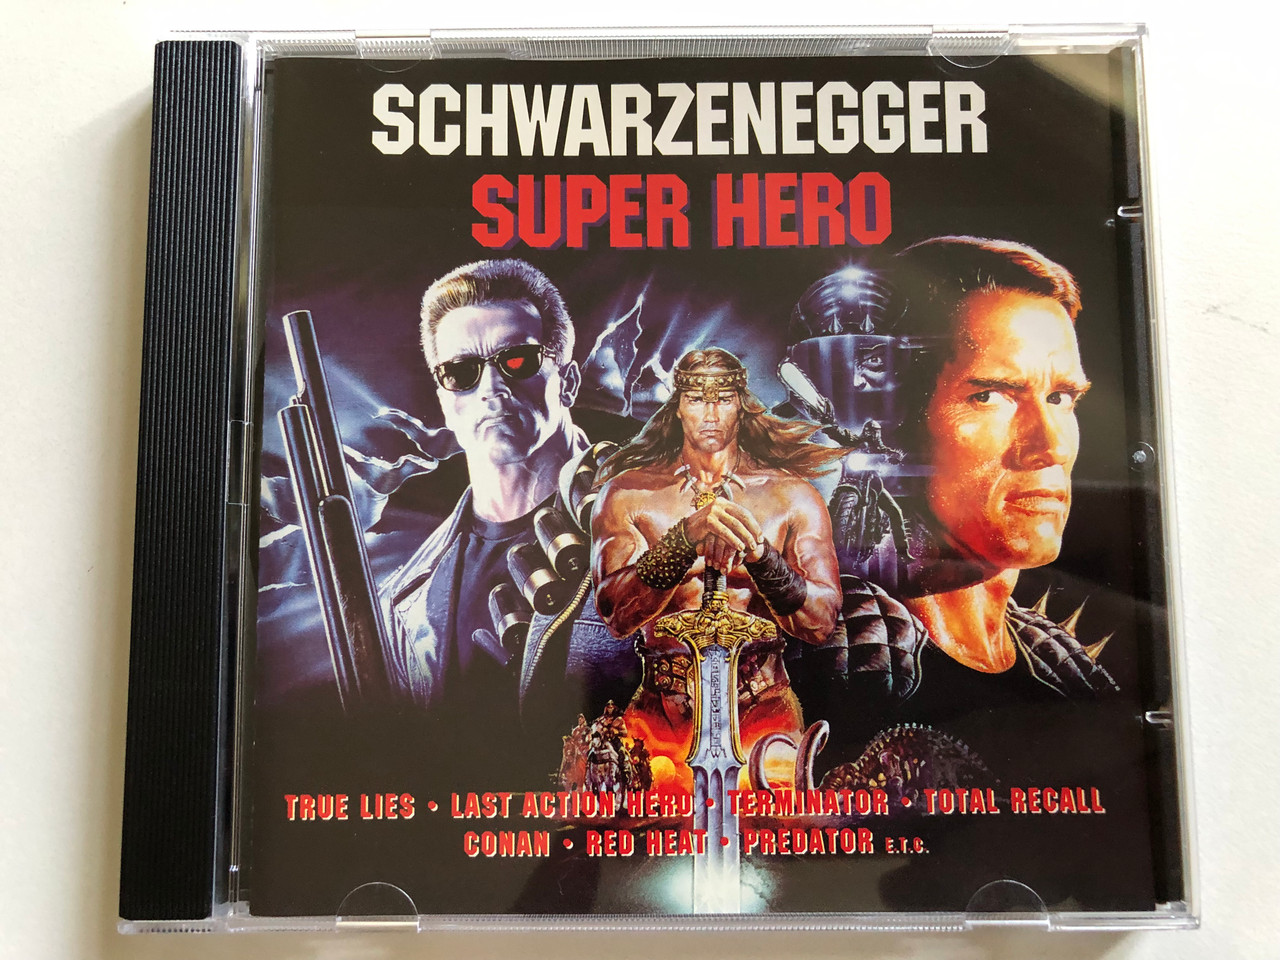 SCHWARZENEGGER
SUPER HERO
TRUE LIES • LAST ACTION HERO • TERMINATOR • TOTAL RECALL
CONAN • RED HEAT • PREDATOR E.T.C.